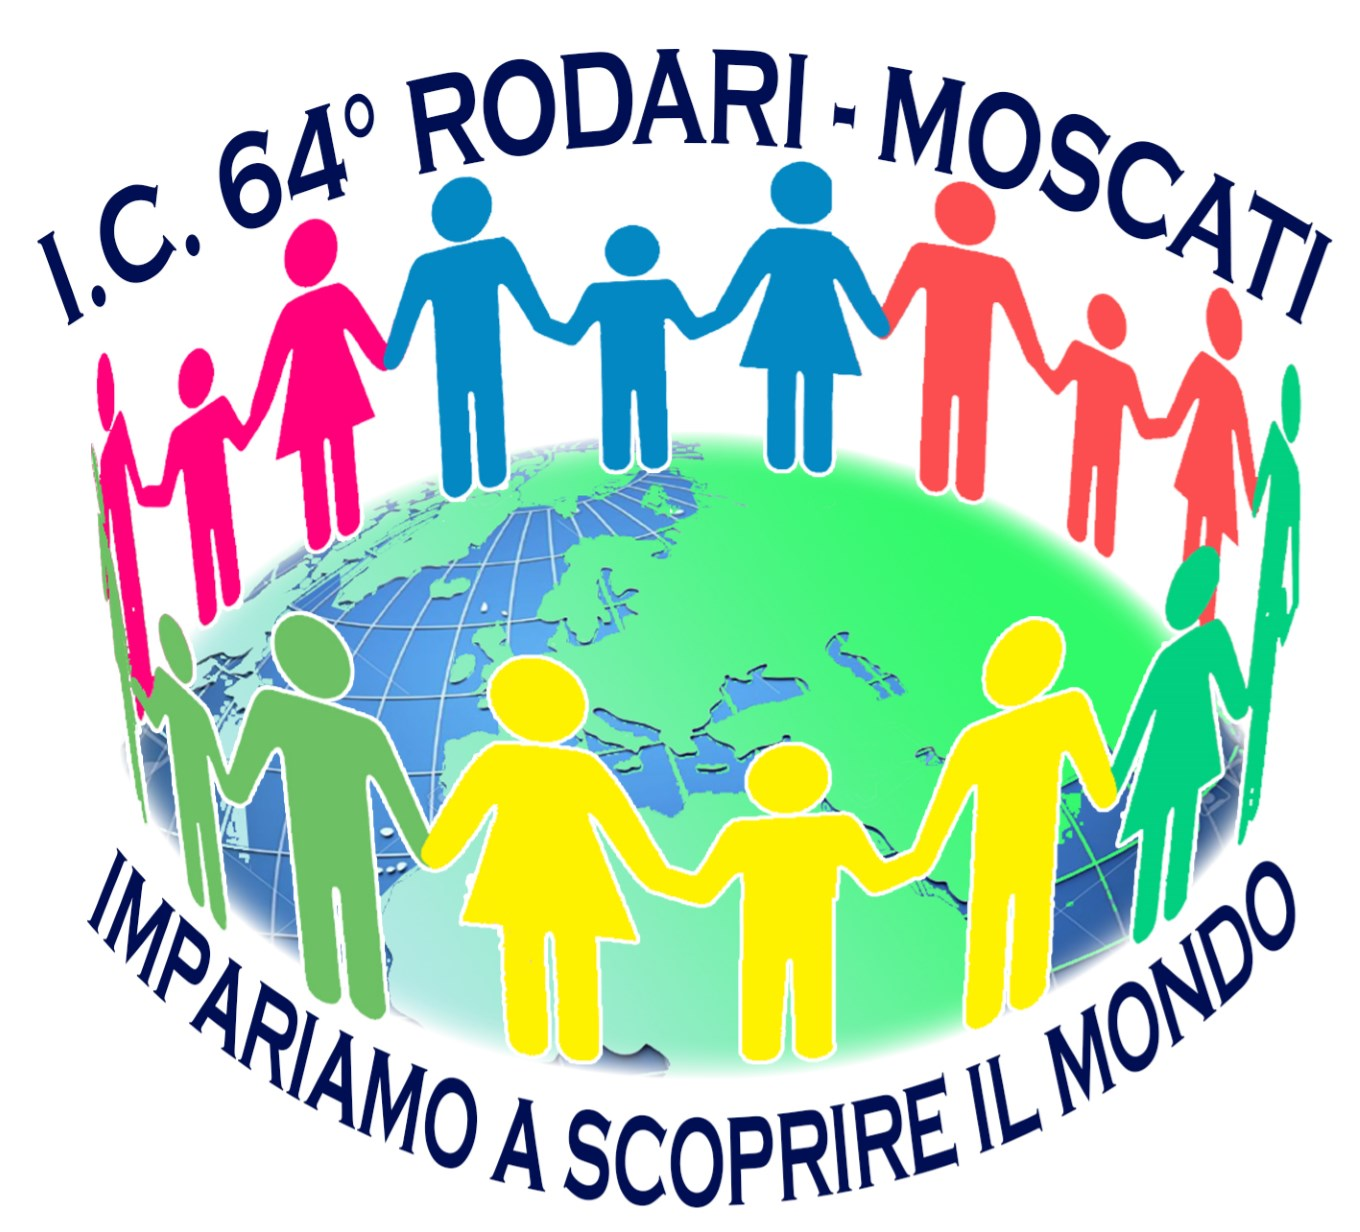 I.C. 64° RODARI - MOSCATI
IMPARIAMO A SCOPRIRE IL MONDO